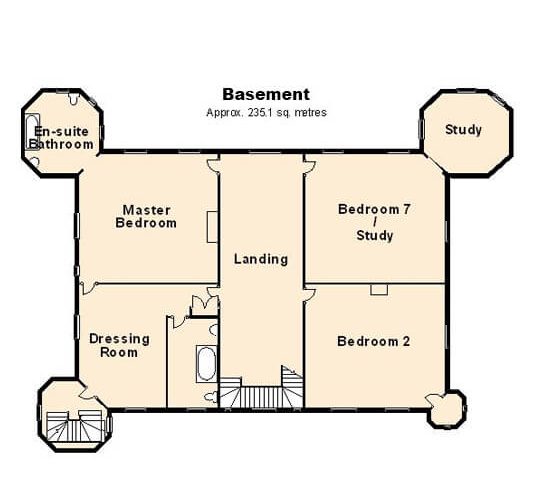 Basement
Approx. 235.1 sq. metres
En-suite
Bathroom
Study
Master
Bedroom
Bedroom 7
/
Study
Landing
Dressing
Room
Bedroom 2